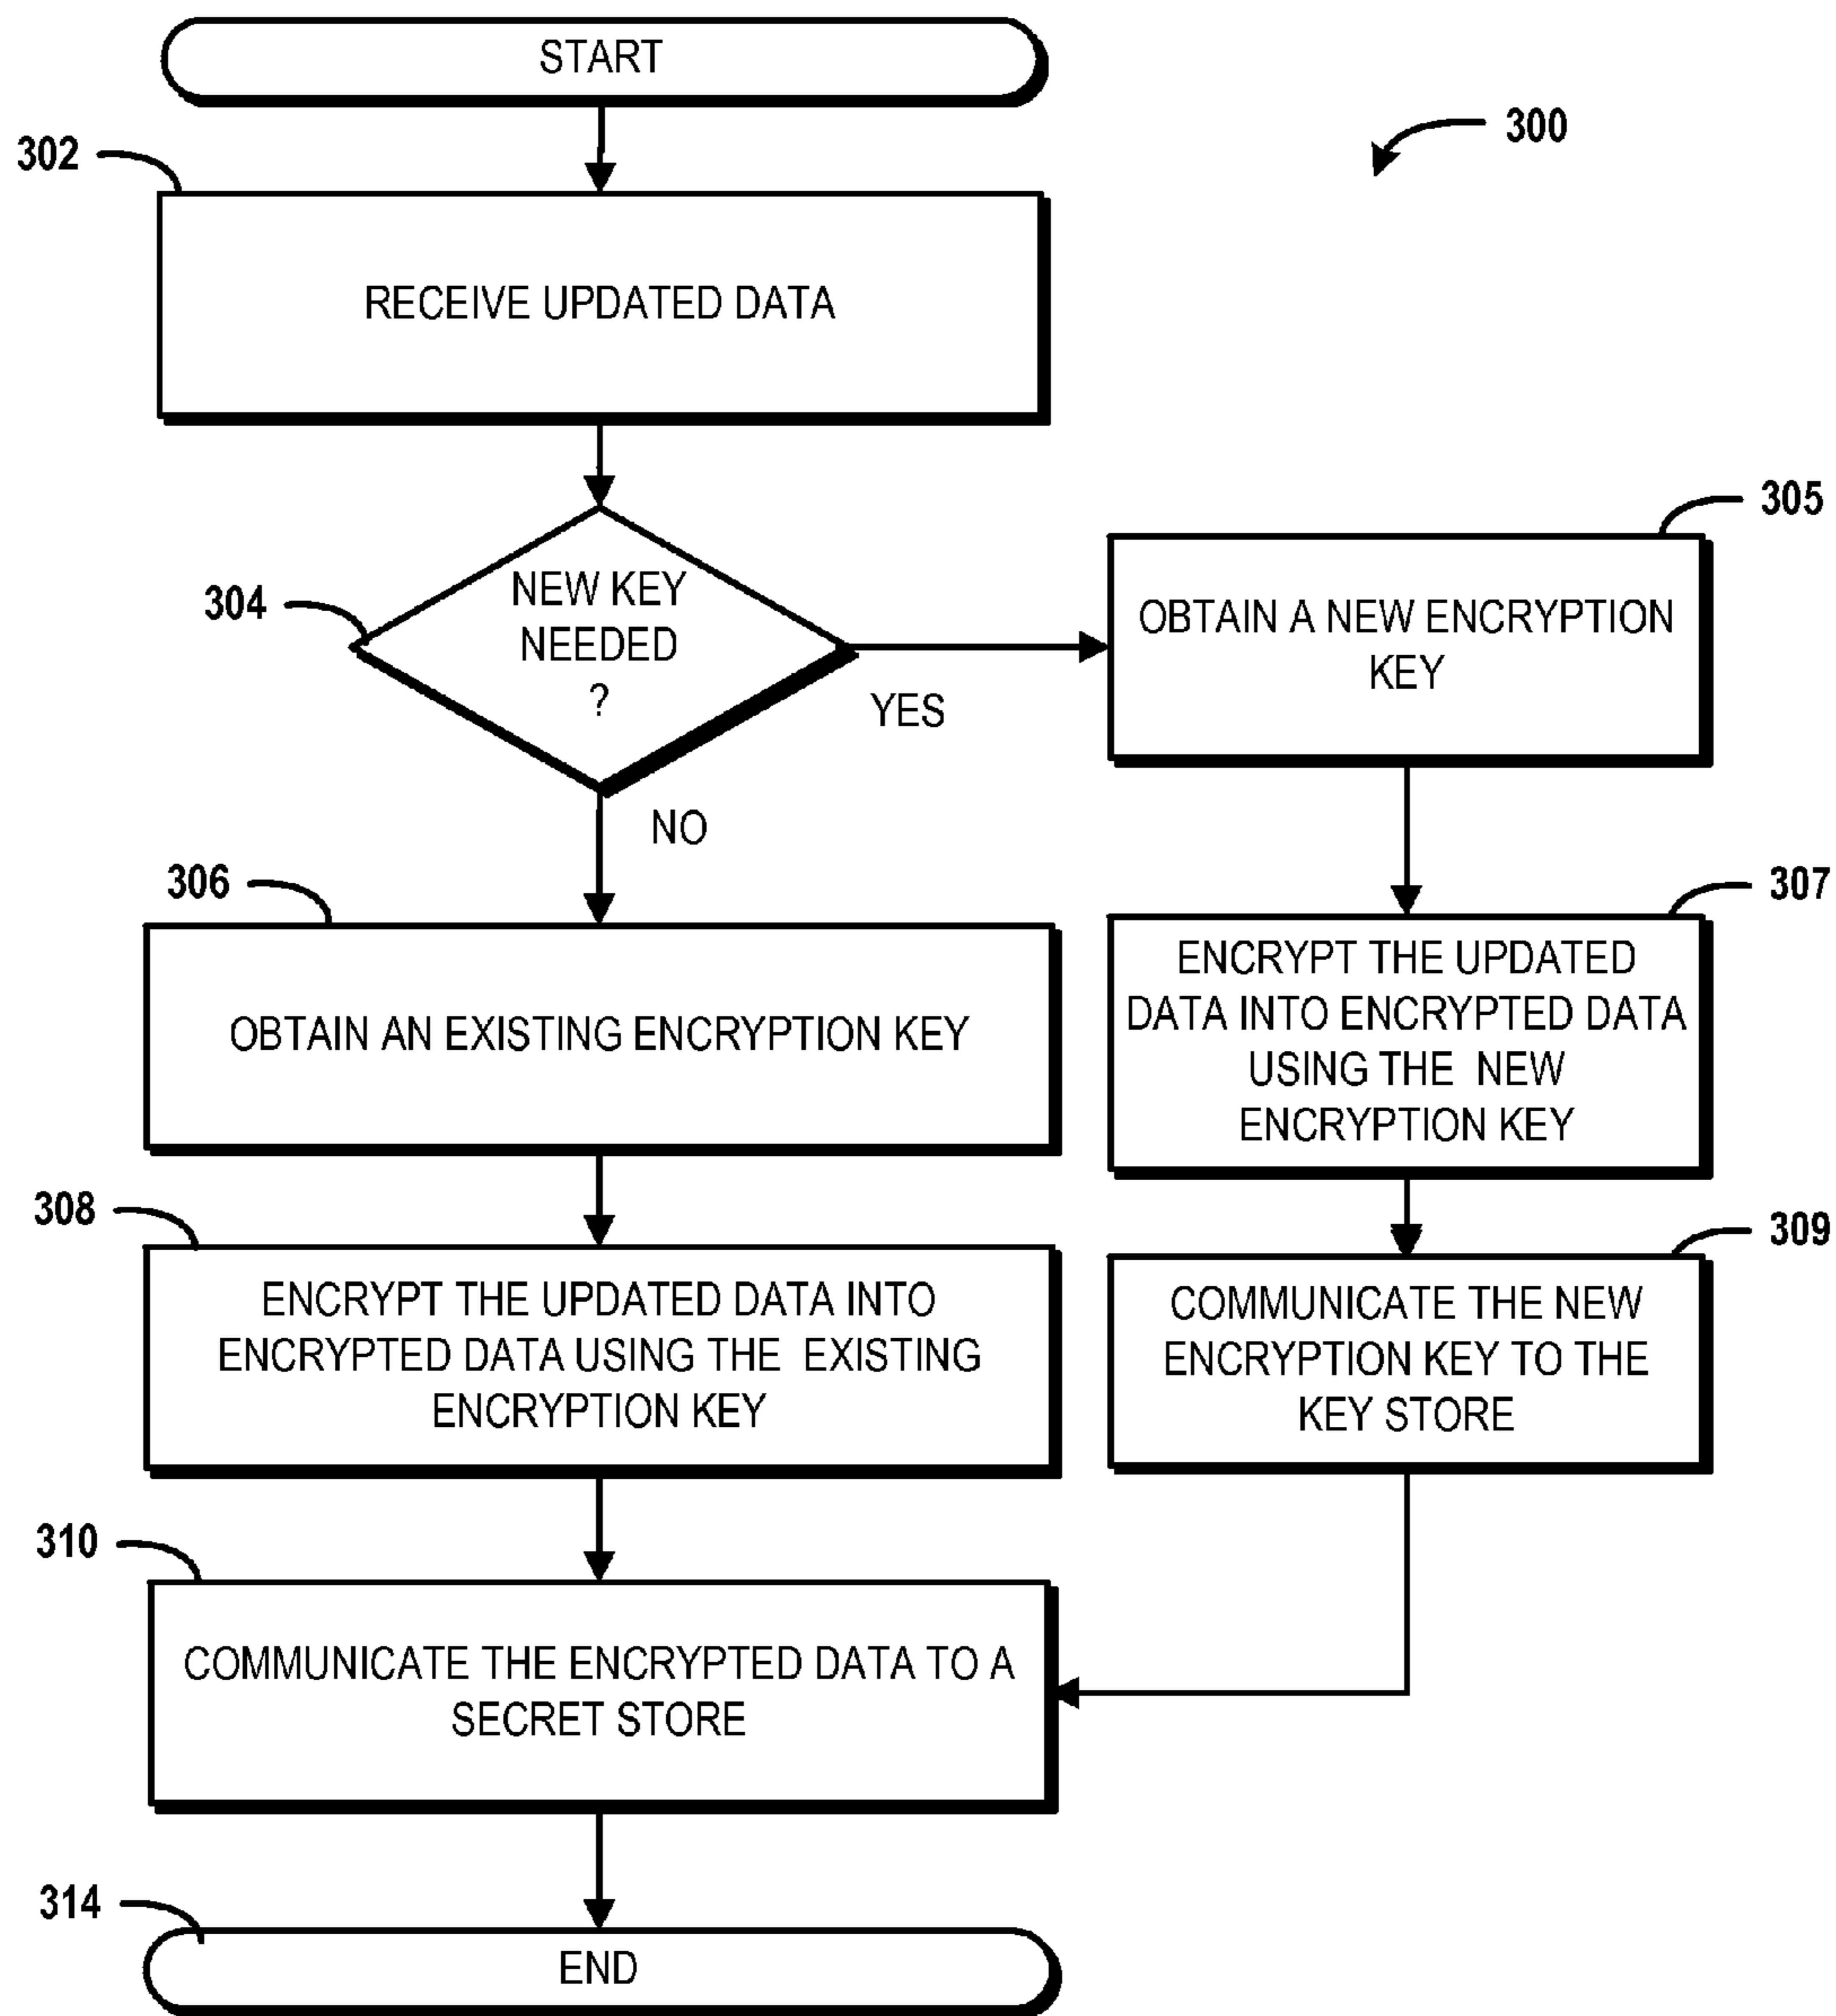 START
300
302
RECEIVE UPDATED DATA
304
NEW KEY
NEEDED
?
YES
NO
305
OBTAIN A NEW ENCRYPTION
KEY
306
OBTAIN AN EXISTING ENCRYPTION KEY
307
ENCRYPT THE UPDATED
DATA INTO ENCRYPTED DATA
USING THE NEW
ENCRYPTION KEY
308
ENCRYPT THE UPDATED DATA INTO
ENCRYPTED DATA USING THE EXISTING
ENCRYPTION KEY
309
COMMUNICATE THE NEW
ENCRYPTION KEY TO THE
KEY STORE
310
COMMUNICATE THE ENCRYPTED DATA TO A
SECRET STORE
314
END